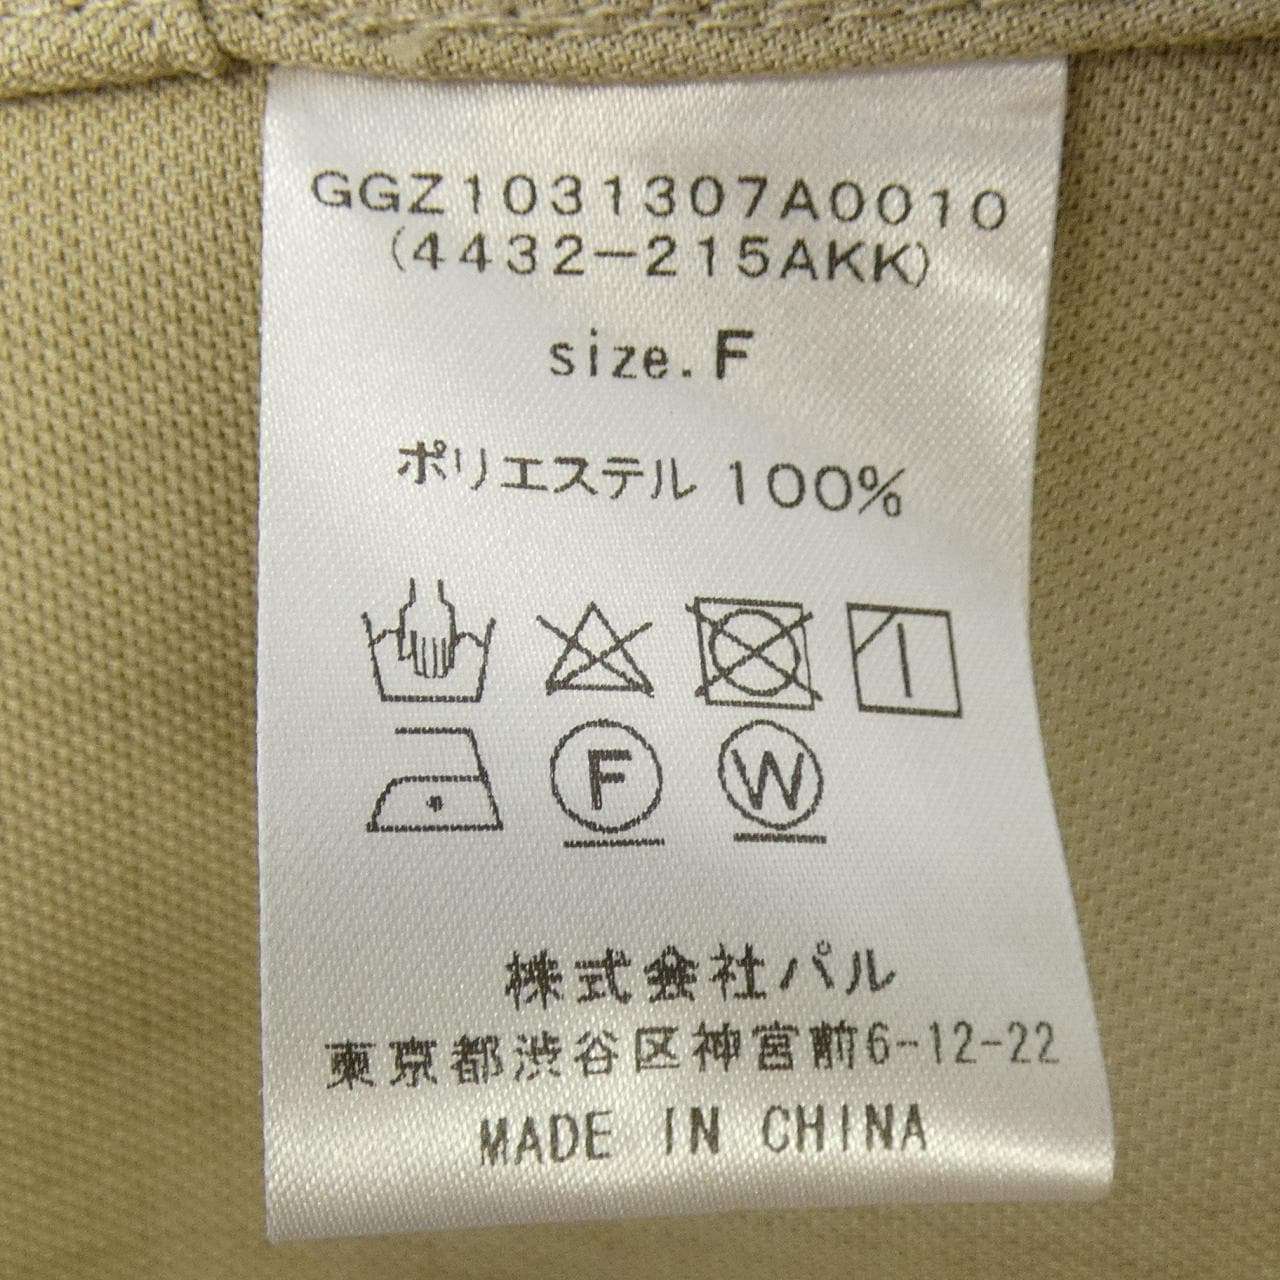 GGZ1031307A0010
(4432-215AKK)
size.F
ポリエステル 100%
F W
株式会社パル
東京都渋谷区神宮前6-12-22
MADE IN CHINA